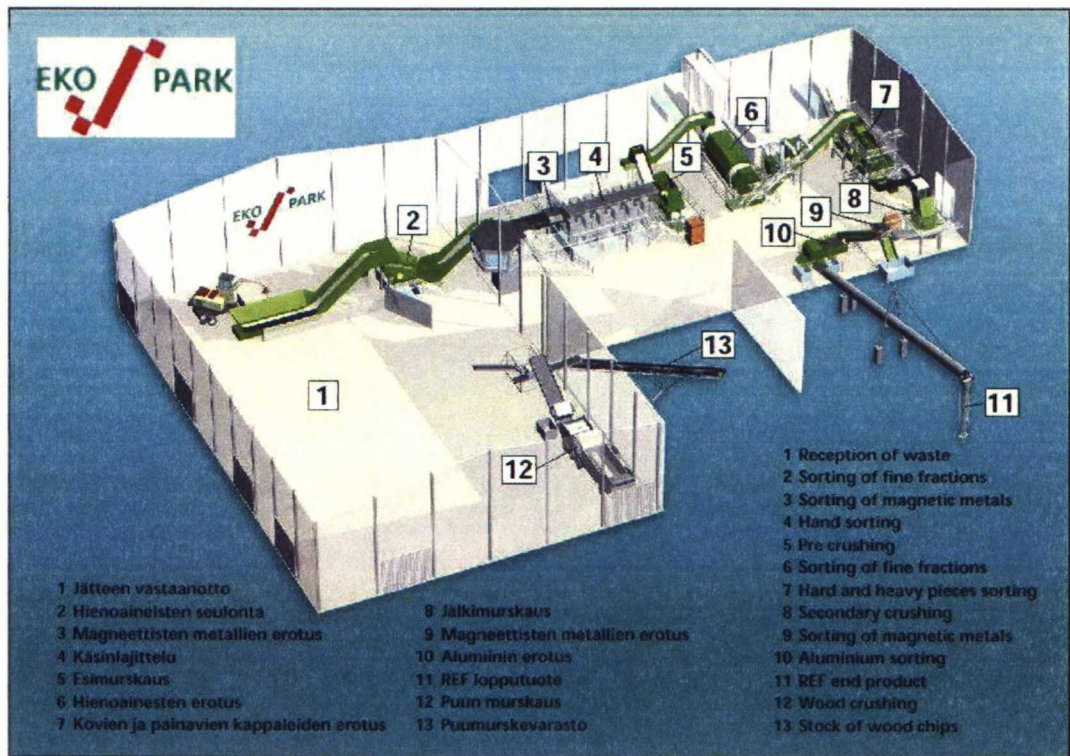 EKO PARK
EKO PARK
1
2
3
4
5
6
7
8
9
10
11
12
13
1 Jätteen vastaanotto
2 Hienoaineisten seulonta
3 Magneettisten metallien erotus
4 Käsinlajittelu
5 Esimurskaus
6 Hienoainesten erotus
7 Kovien ja painavien kappaleiden erotus
8 Jälkimurskaus
9 Magneettisten metallien erotus
10 Alumiinin erotus
11 REF lopputuote
12 Puun murskaus
13 Puumurskevarasto
1 Reception of waste
2 Sorting of fine fractions
3 Sorting of magnetic metals
4 Hand sorting
5 Pre crushing
6 Sorting of fine fractions
7 Hard and heavy pieces sorting
8 Secondary crushing
9 Sorting of magnetic metals
10 Aluminium sorting
11 REF end product
12 Wood crushing
13 Stock of wood chips